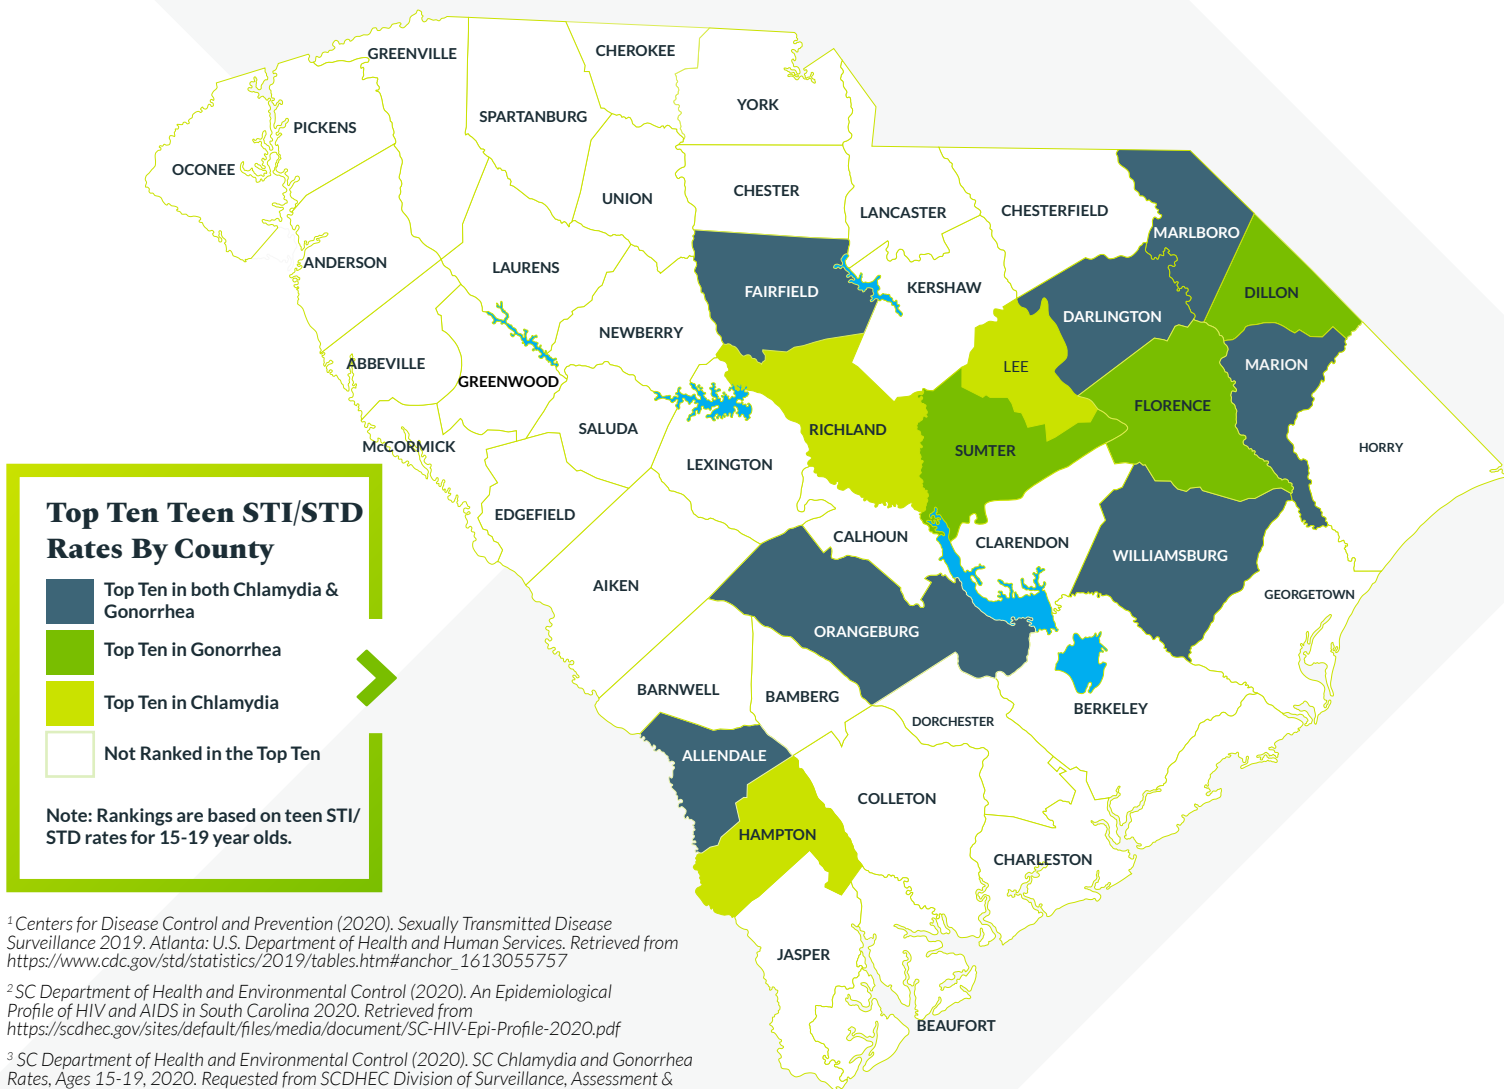 GREENVILLE
CHEROKEE
YORK
SPARTANBURG
PICKENS
OCONEE
UNION
CHESTER
LANCASTER
CHESTERFIELD
MARLBORO
ANDERSON
LAURENS
FAIRFIELD
KERSHAW
DILLON
DARLINGTON
NEWBERRY
ABBEVILLE
GREENWOOD
LEE
MARION
FLORENCE
RICHLAND
SALUDA
McCORMICK
LEXINGTON
SUMTER
HORRY
EDGEFIELD
CALHOUN
CLARENDON
WILLIAMSBURG
AIKEN
GEORGETOWN
ORANGEBURG
BARNWELL
BAMBERG
BERKELEY
DORCHESTER
ALLENDALE
COLLETON
HAMPTON
CHARLESTON
JASPER
BEAUFORT
Top Ten Teen STI/STD
Rates By County
Top Ten in both Chlamydia &
Gonorrhea
Top Ten in Gonorrhea
Top Ten in Chlamydia
Not Ranked in the Top Ten
Note: Rankings are based on teen STI/
STD rates for 15-19 year olds.
1 Centers for Disease Control and Prevention (2020). Sexually Transmitted Disease
Surveillance 2019. Atlanta: U.S. Department of Health and Human Services. Retrieved from
https://www.cdc.gov/std/statistics/2019/tables.htm#anchor_1613055757
2 SC Department of Health and Environmental Control (2020). An Epidemiological
Profile of HIV and AIDS in South Carolina 2020. Retrieved from
https://scdhec.gov/sites/default/files/media/document/SC-HIV-Epi-Profile-2020.pdf
3 SC Department of Health and Environmental Control (2020). SC Chlamydia and Gonorrhea
Rates, Ages 15-19, 2020. Requested from SCDHEC Division of Surveillance, Assessment &